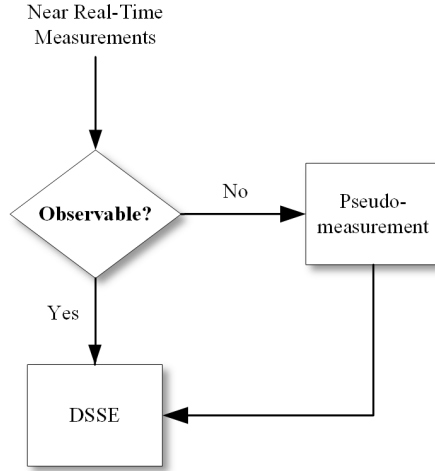 Near Real-Time
Measurements
Observable?
No
Pseudo-
measurement
Yes
DSSE